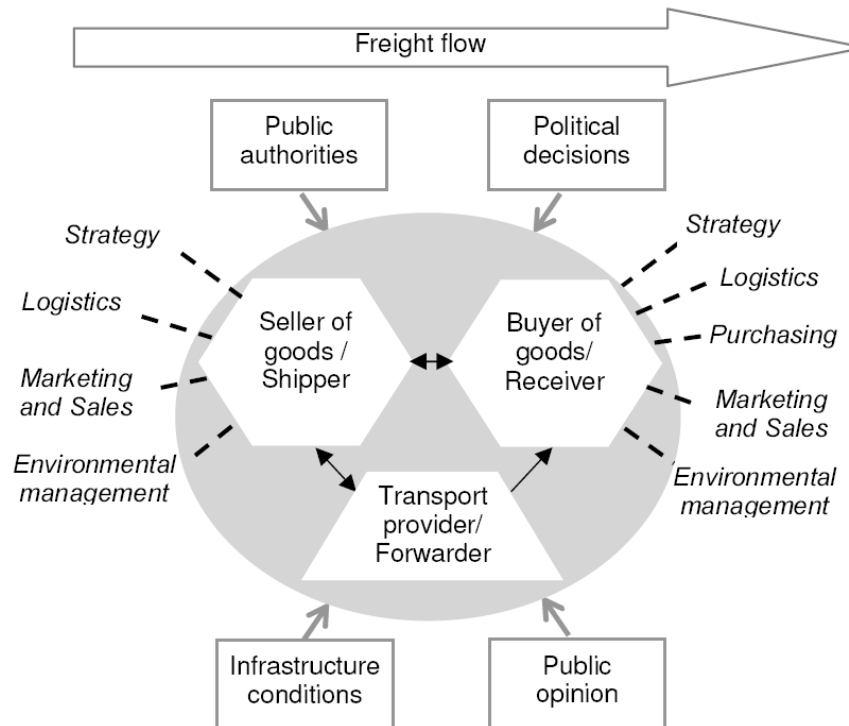 Freight flow
Public
authorities
Political
decisions
Strategy
Logistics
Marketing
and Sales
Environmental
management
Seller of
goods /
Shipper
Buyer of
goods/
Receiver
Strategy
Logistics
Purchasing
Marketing
and Sales
Environmental
management
Transport
provider/
Forwarder
Infrastructure
conditions
Public
opinion